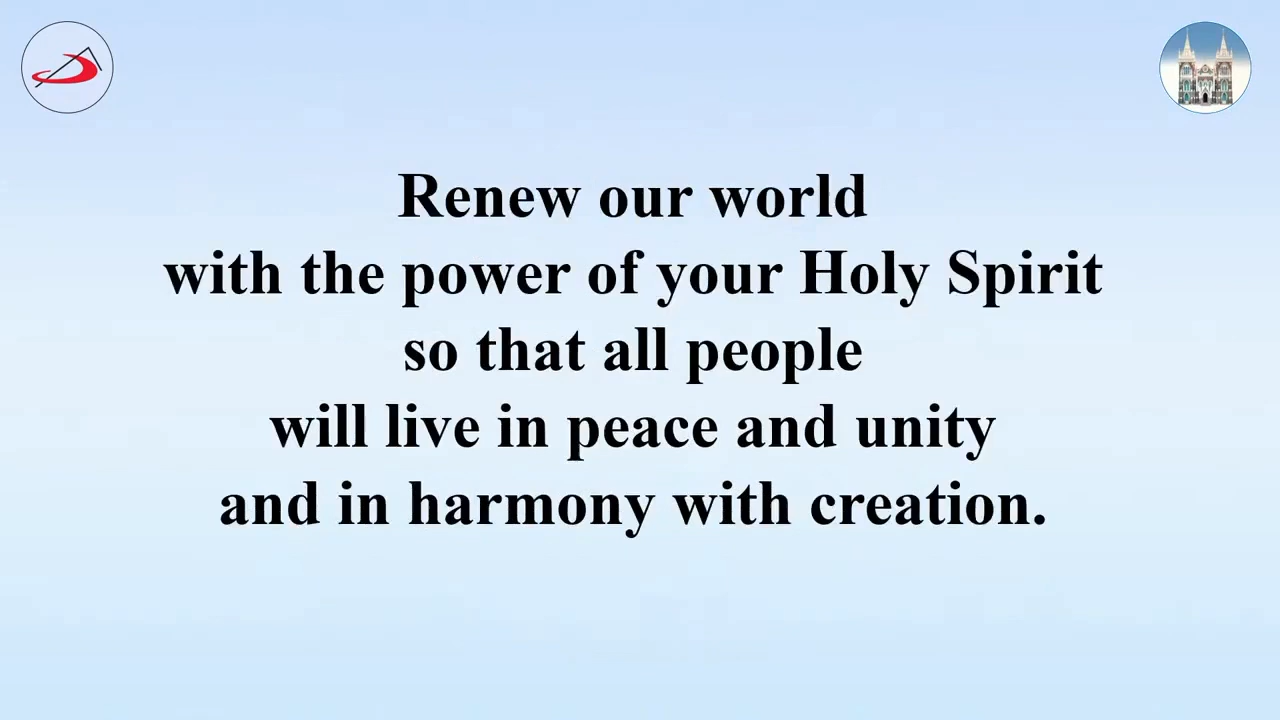 Renew our world
with the power of your Holy Spirit
so that all people
will live in peace and unity
and in harmony with creation.